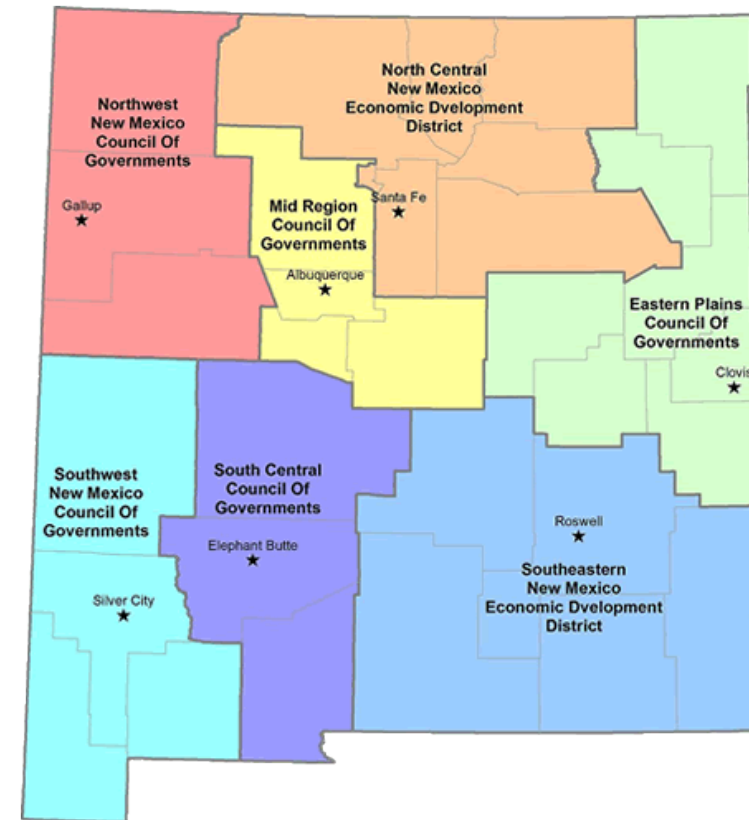 North Central
New Mexico
Economic Dvelopment
District
Northwest
New Mexico
Council Of
Governments
Gallup
Santa Fe
Mid Region
Council Of
Governments
Albuquerque
Eastern Plains
Council Of
Governments
Clovis
Southwest
New Mexico
Council Of
Governments
South Central
Council Of
Governments
Roswell
Elephant Butte
Southeastern
New Mexico
Economic Dvelopment
District
Silver City